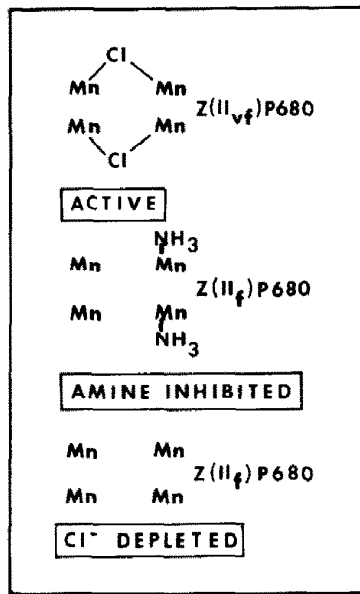 Cl
Mn Mn
Z(II_vf)P680
Mn Mn
Cl
ACTIVE
NH3
Mn Mn
Z(II_f)P680
Mn Mn
NH3
AMINE INHIBITED
Mn Mn
Z(II_f)P680
Mn Mn
Cl⁻ DEPLETED